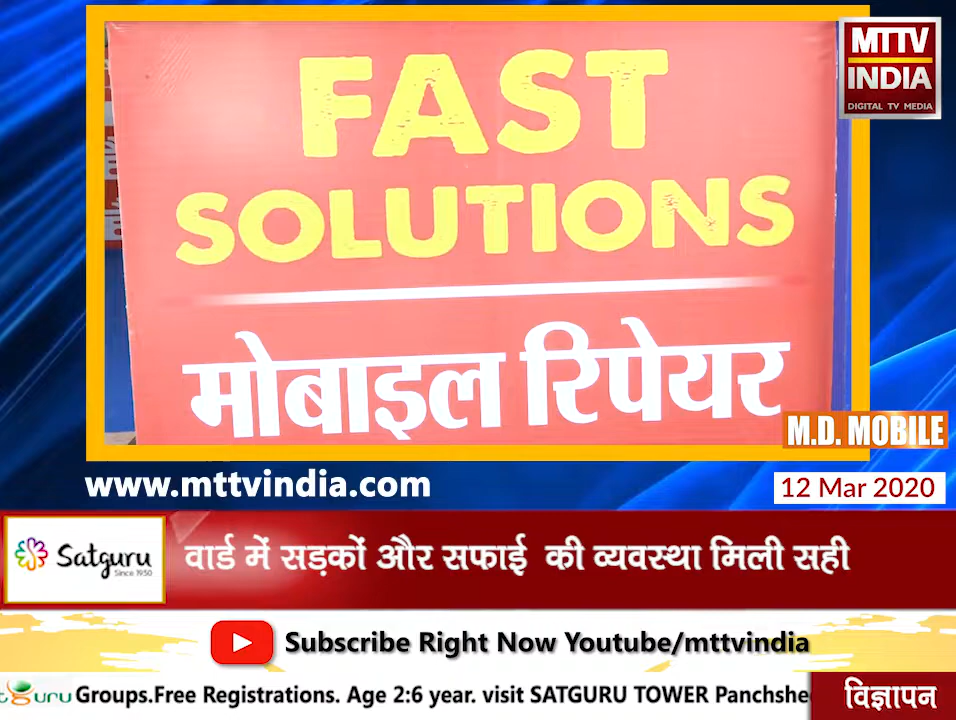 FAST
SOLUTIONS
मोबाइल रिपेयर
MTTV
INDIA
DIGITAL TV MEDIA
M.D. MOBILE
www.mttvindia.com
12 Mar 2020
Satguru
Since 1950
वार्ड में सड़कों और सफाई की व्यवस्था मिली सही
Subscribe Right Now Youtube/mttvindia
Groups.Free Registrations. Age 2:6 year. visit SATGURU TOWER
विज्ञापन